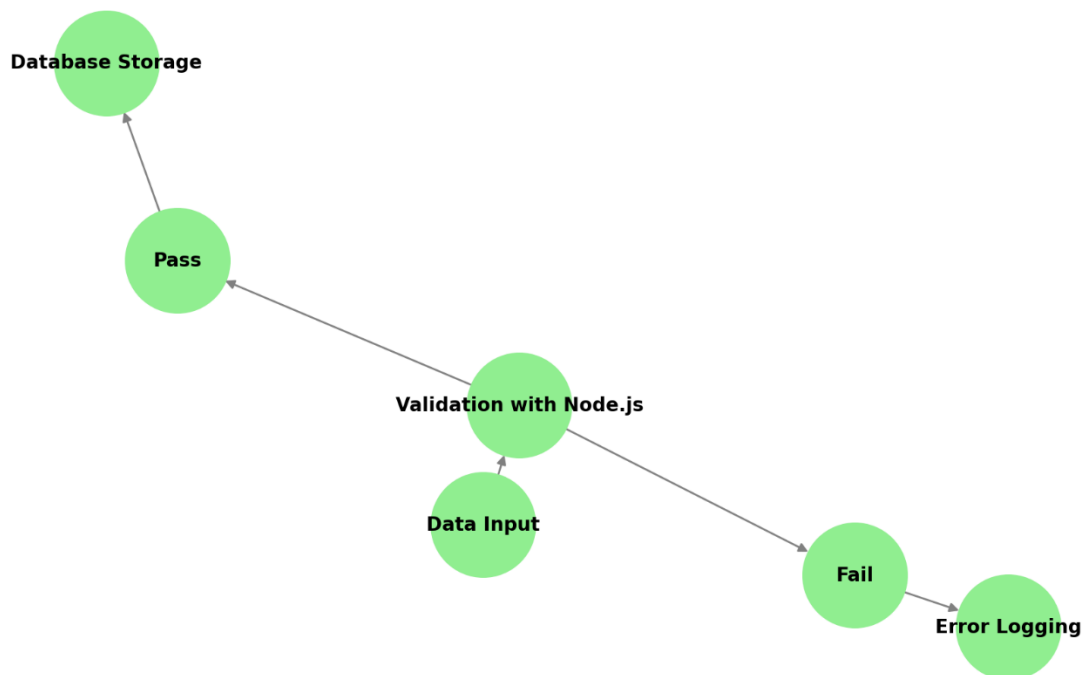 Database Storage
Pass
Validation with Node.js
Data Input
Fail
Error Logging